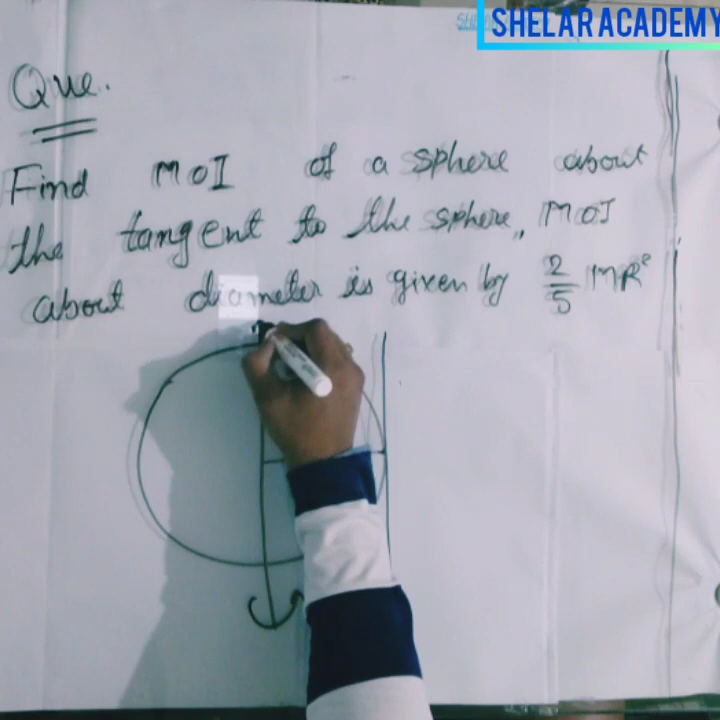 SHELAR ACADEMY
Que.
Find MOI of a sphere about
the tangent to the sphere, MOI
about diameter is given by 2/5 MR²